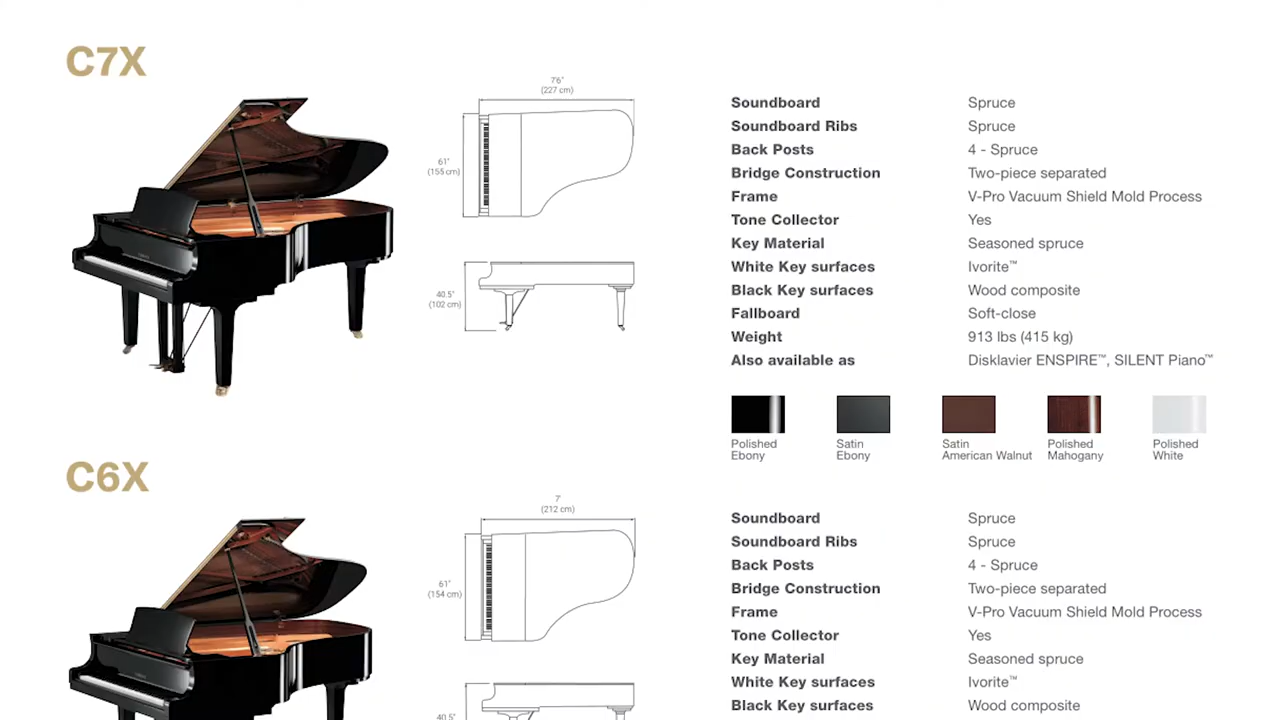 C7X
7'6"
(227 cm)
61"
(155 cm)
40.5"
(102 cm)
Soundboard Spruce
Soundboard Ribs Spruce
Back Posts 4 - Spruce
Bridge Construction Two-piece separated
Frame V-Pro Vacuum Shield Mold Process
Tone Collector Yes
Key Material Seasoned spruce
White Key surfaces Ivorite™
Black Key surfaces Wood composite
Fallboard Soft-close
Weight 913 lbs (415 kg)
Also available as Disklavier ENSPIRE™, SILENT Piano™
Polished
Ebony
Satin
Ebony
Satin
American Walnut
Polished
Mahogany
Polished
White
C6X
7'
(212 cm)
61"
(154 cm)
40.5"
Soundboard Spruce
Soundboard Ribs Spruce
Back Posts 4 - Spruce
Bridge Construction Two-piece separated
Frame V-Pro Vacuum Shield Mold Process
Tone Collector Yes
Key Material Seasoned spruce
White Key surfaces Ivorite™
Black Key surfaces Wood composite